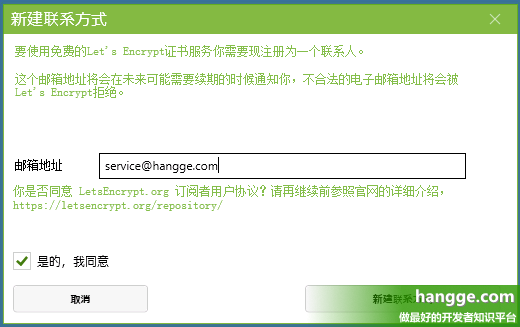 新建联系方式
要使用免费的Let's Encrypt证书服务你需要现注册为一个联系人。
这个邮箱地址将会在未来可能需要续期的时候通知你，不合法的电子邮箱地址将会被
Let's Encrypt拒绝。
邮箱地址 service@hangge.com
你是否同意 LetsEncrypt.org 订阅者用户协议？请再继续前参照官网的详细介绍，
https://letsencrypt.org/repository/
是的，我同意
取消 新建联系方式
hangge.com
做最好的开发者知识平台